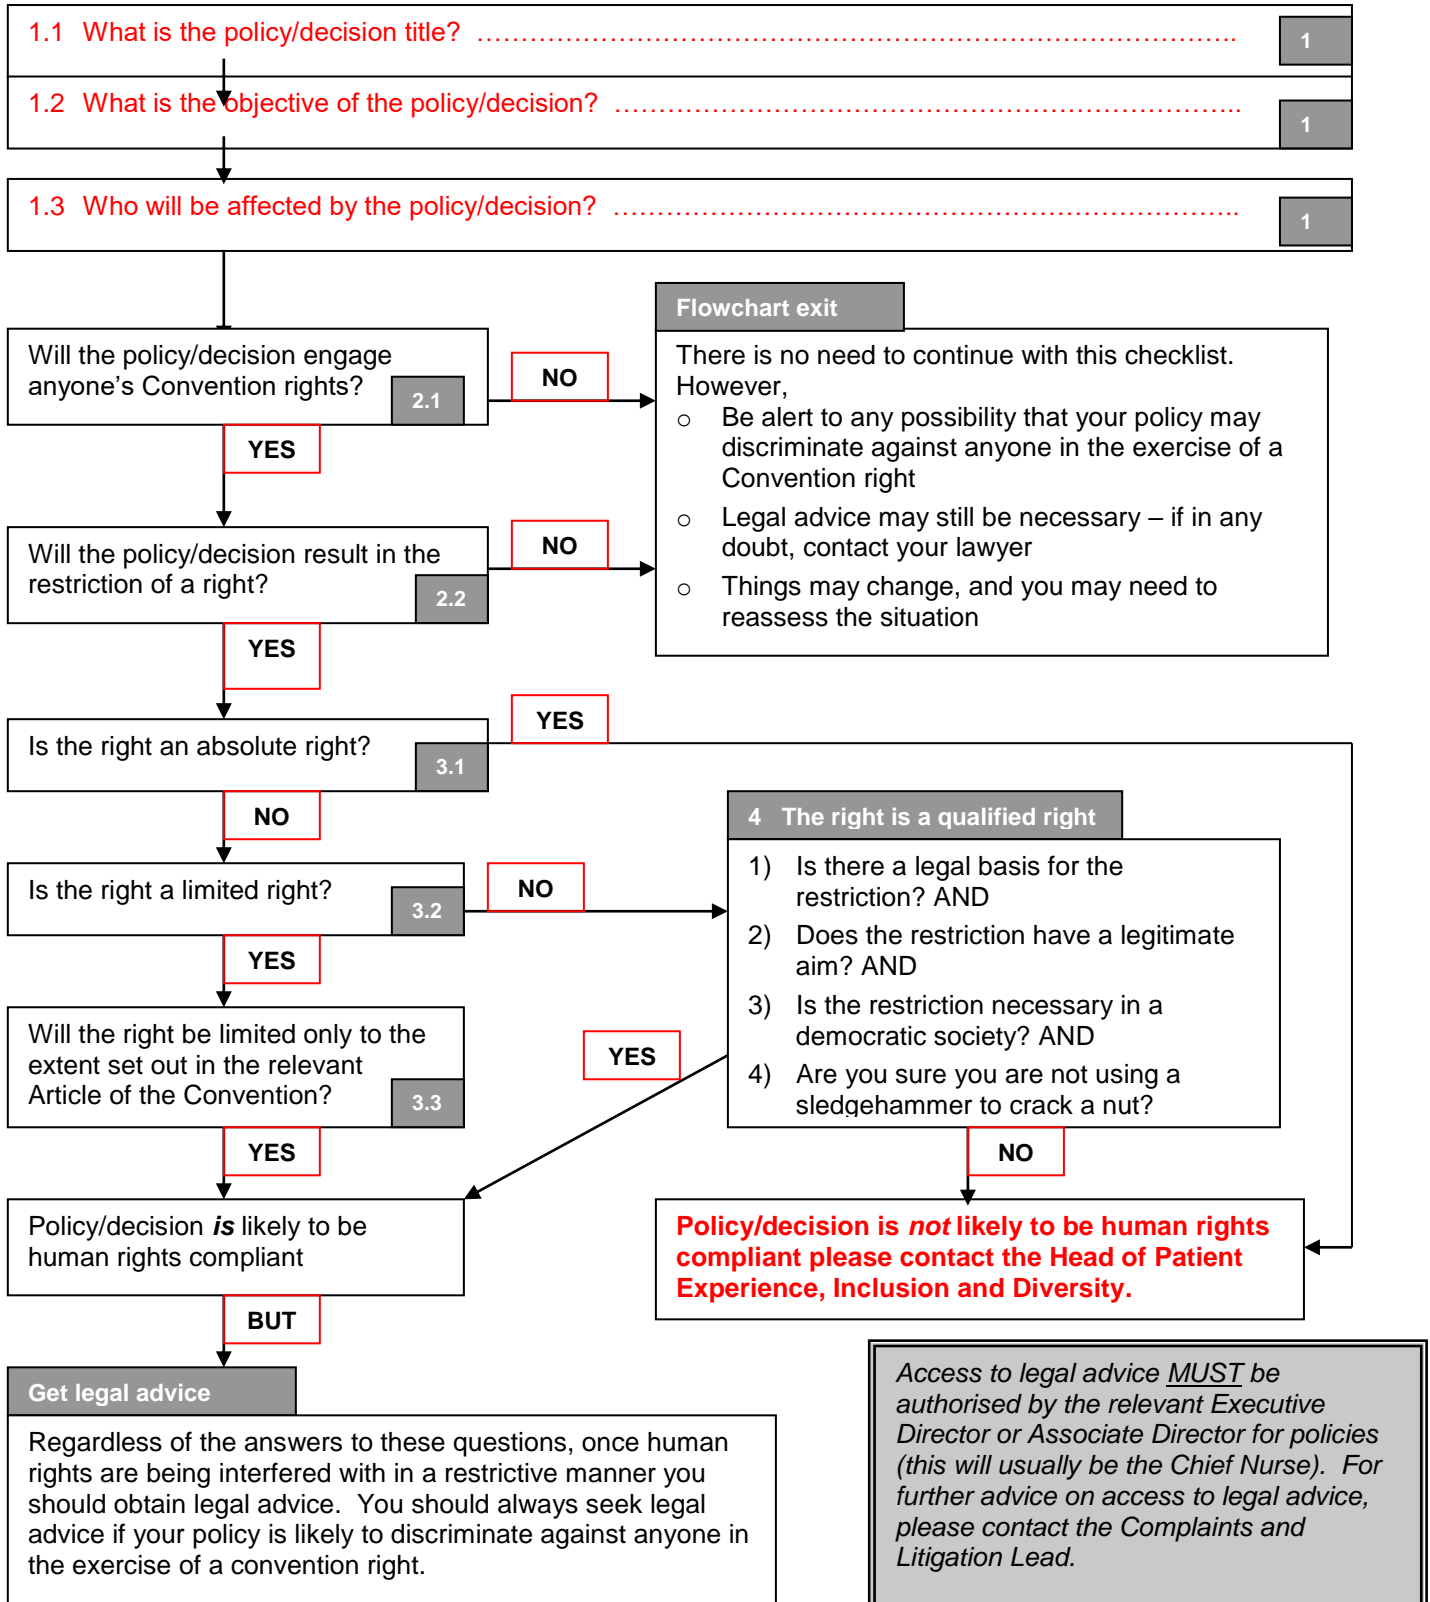 1.1 What is the policy/decision title? …………………………………………………………………………..
1
1.2 What is the objective of the policy/decision? ……………………………………………………………..
1
1.3 Who will be affected by the policy/decision? ……………………………………………………………..
1
Will the policy/decision engage
anyone’s Convention rights?
2.1
NO
YES
Flowchart exit
There is no need to continue with this checklist.
However,
o Be alert to any possibility that your policy may
discriminate against anyone in the exercise of a
Convention right
o Legal advice may still be necessary – if in any
doubt, contact your lawyer
o Things may change, and you may need to
reassess the situation
Will the policy/decision result in the
restriction of a right?
2.2
NO
YES
Is the right an absolute right?
3.1
YES
NO
Is the right a limited right?
3.2
NO
YES
4 The right is a qualified right
1) Is there a legal basis for the
restriction? AND
2) Does the restriction have a legitimate
aim? AND
3) Is the restriction necessary in a
democratic society? AND
4) Are you sure you are not using a
sledgehammer to crack a nut?
YES
NO
Will the right be limited only to the
extent set out in the relevant
Article of the Convention?
3.3
YES
Policy/decision is likely to be
human rights compliant
BUT
Policy/decision is not likely to be human rights
compliant please contact the Head of Patient
Experience, Inclusion and Diversity.
Get legal advice
Regardless of the answers to these questions, once human
rights are being interfered with in a restrictive manner you
should obtain legal advice. You should always seek legal
advice if your policy is likely to discriminate against anyone in
the exercise of a convention right.
Access to legal advice MUST be
authorised by the relevant Executive
Director or Associate Director for policies
(this will usually be the Chief Nurse). For
further advice on access to legal advice,
please contact the Complaints and
Litigation Lead.